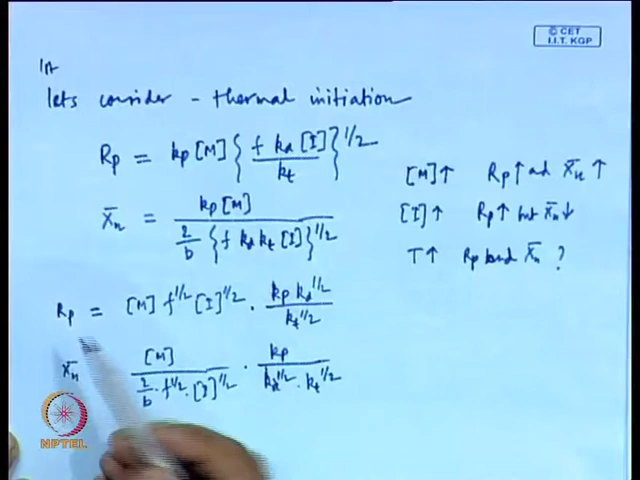 © CET
I.I.T. KGP
lets consider - thermal initiation
Rp = kp [M] { f kd [I] / kt }^1/2
X̄n = kp [M] / 2/b { f kd kt [I] }^1/2
[M]↑ Rp↑ and X̄n ↑
[I]↑ Rp↑ but X̄n↓
T↑ Rp and X̄n ?
Rp = [M] f^1/2 [I]^1/2 · kp kd^1/2 / kt^1/2
X̄n [M] / 2/b · f^1/2 · [I]^1/2 · kp / kd^1/2 · kt^1/2
NPTEL